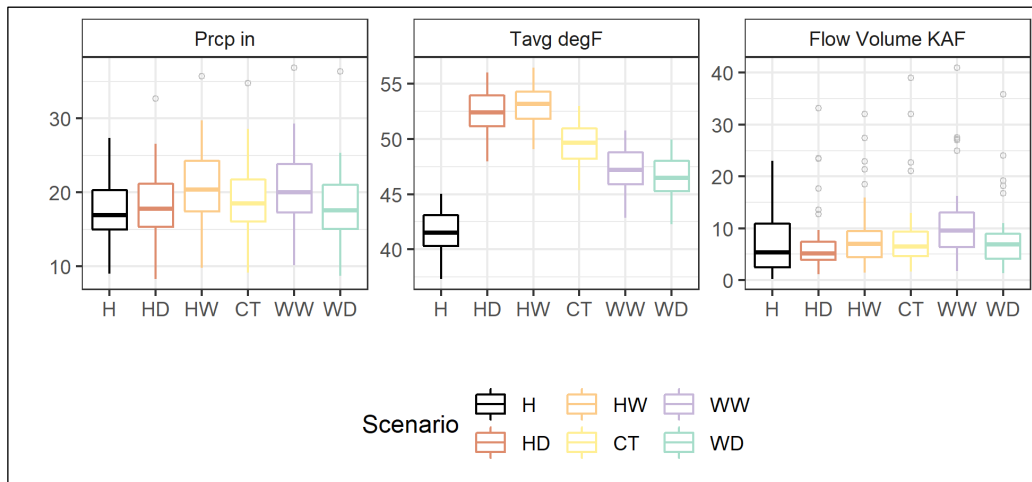 Prcp in
Tavg degF
Flow Volume KAF
30
20
10
H HD HW CT WW WD
55
50
45
40
H HD HW CT WW WD
40
30
20
10
0
H HD HW CT WW WD
Scenario
H HW WW
HD CT WD